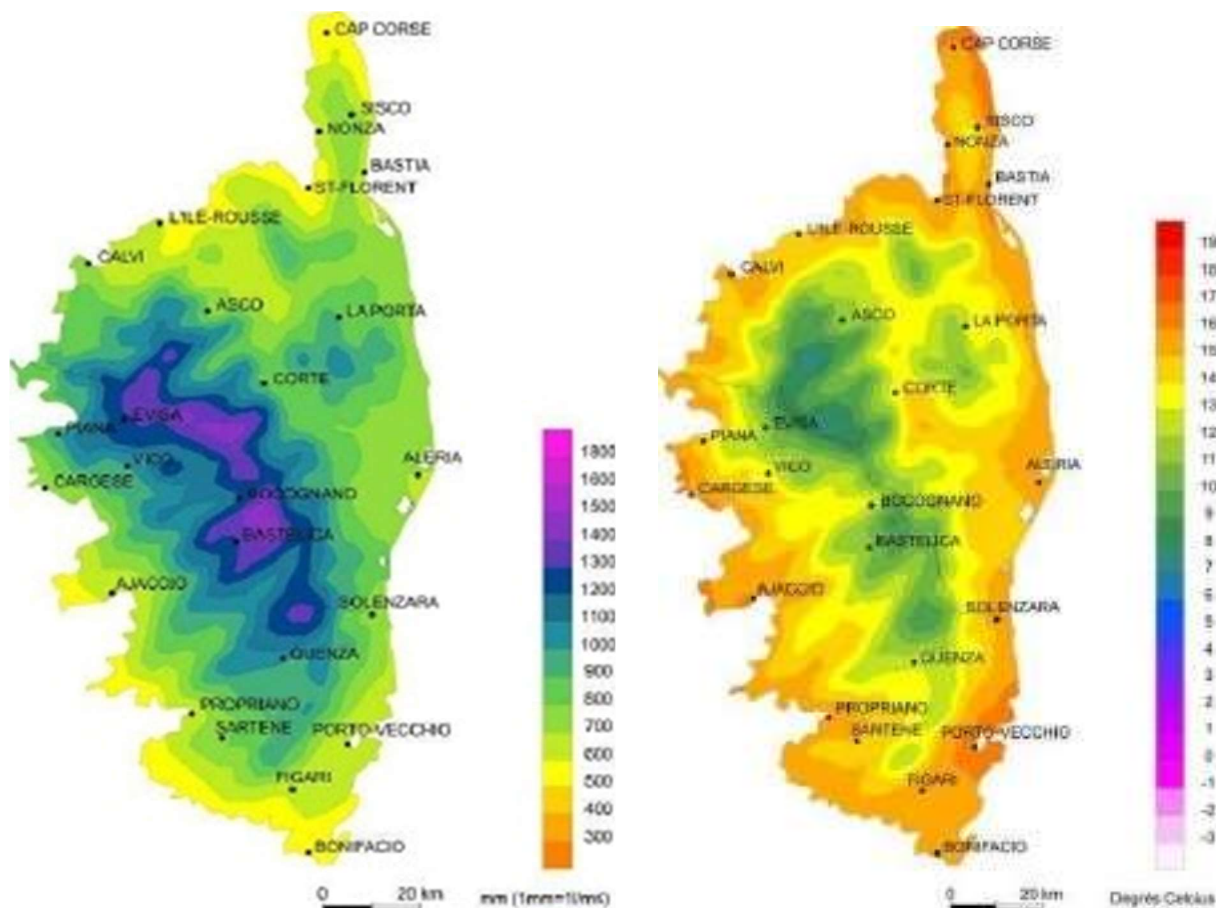 CAP CORSE
SISCO
NONZA
BASTIA
ST-FLORENT
L'ILE-ROUSSE
CALVI
ASCO
LA PORTA
CORTE
EVISA
PIANA
VICO
CARGESE
ALERIA
BOCOGNANO
BASTELICA
AJACCIO
SOLENZARA
QUENZA
PROPRIANO
SARTENE
PORTO-VECCHIO
FIGARI
BONIFACIO
0 20 km
1800
1600
1500
1400
1300
1200
1100
1000
900
800
700
600
500
400
300
mm (1mm=1l/m²)
CAP CORSE
SISCO
NONZA
BASTIA
ST-FLORENT
L'ILE-ROUSSE
CALVI
ASCO
LA PORTA
CORTE
EVISA
PIANA
VICO
CARGESE
ALERIA
BOCOGNANO
BASTELICA
AJACCIO
SOLENZARA
QUENZA
PROPRIANO
SARTENE
PORTO-VECCHIO
FIGARI
BONIFACIO
0 20 km
19
18
17
16
15
14
13
12
11
10
9
8
7
6
5
4
3
2
1
0
-1
-2
-3
Degrés Celcius